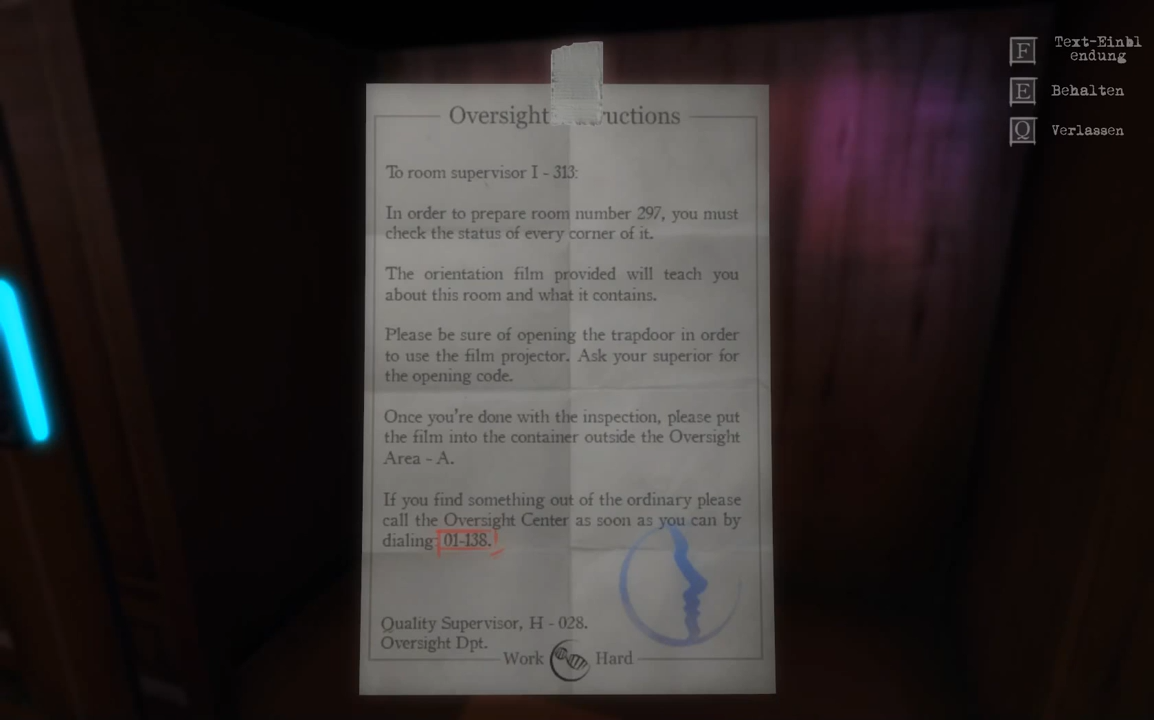 Oversight ructions
To room supervisor I - 313:
In order to prepare room number 297, you must
check the status of every corner of it.
The orientation film provided will teach you
about this room and what it contains.
Please be sure of opening the trapdoor in order
to use the film projector. Ask your superior for
the opening code.
Once you're done with the inspection, please put
the film into the container outside the Oversight
Area - A.
If you find something out of the ordinary please
call the Oversight Center as soon as you can by
dialing: 01-138.
Quality Supervisor, H - 028.
Oversight Dpt.
Work Hard
F Text-Einbl
endung
E Behalten
Q Verlassen